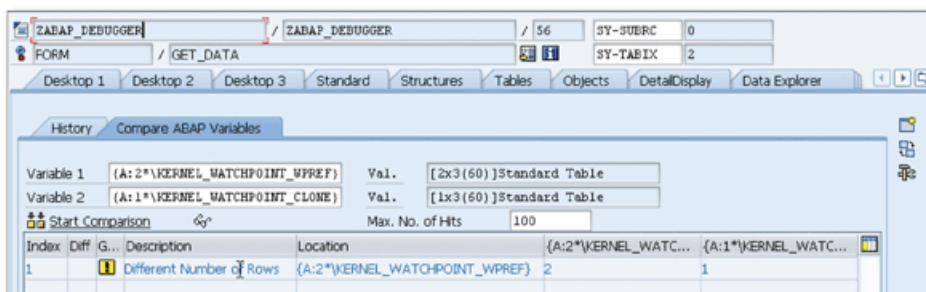 ZABAP_DEBUGGER / ZABAP_DEBUGGER / 56 SY-SUBRC 0
FORM / GET_DATA SY-TABIX 2
Desktop 1 Desktop 2 Desktop 3 Standard Structures Tables Objects DetailDisplay Data Explorer
History Compare ABAP Variables
Variable 1 {A:2*\KERNEL_WATCHPOINT_WPREF} Val. [2x3(60)]Standard Table
Variable 2 {A:1*\KERNEL_WATCHPOINT_CLONE} Val. [1x3(60)]Standard Table
Start Comparison Max. No. of Hits 100
Index Diff G... Description Location {A:2*\KERNEL_WATC... {A:1*\KERNEL_WATC...
1 Different Number of Rows {A:2*\KERNEL_WATCHPOINT_WPREF} 2 1